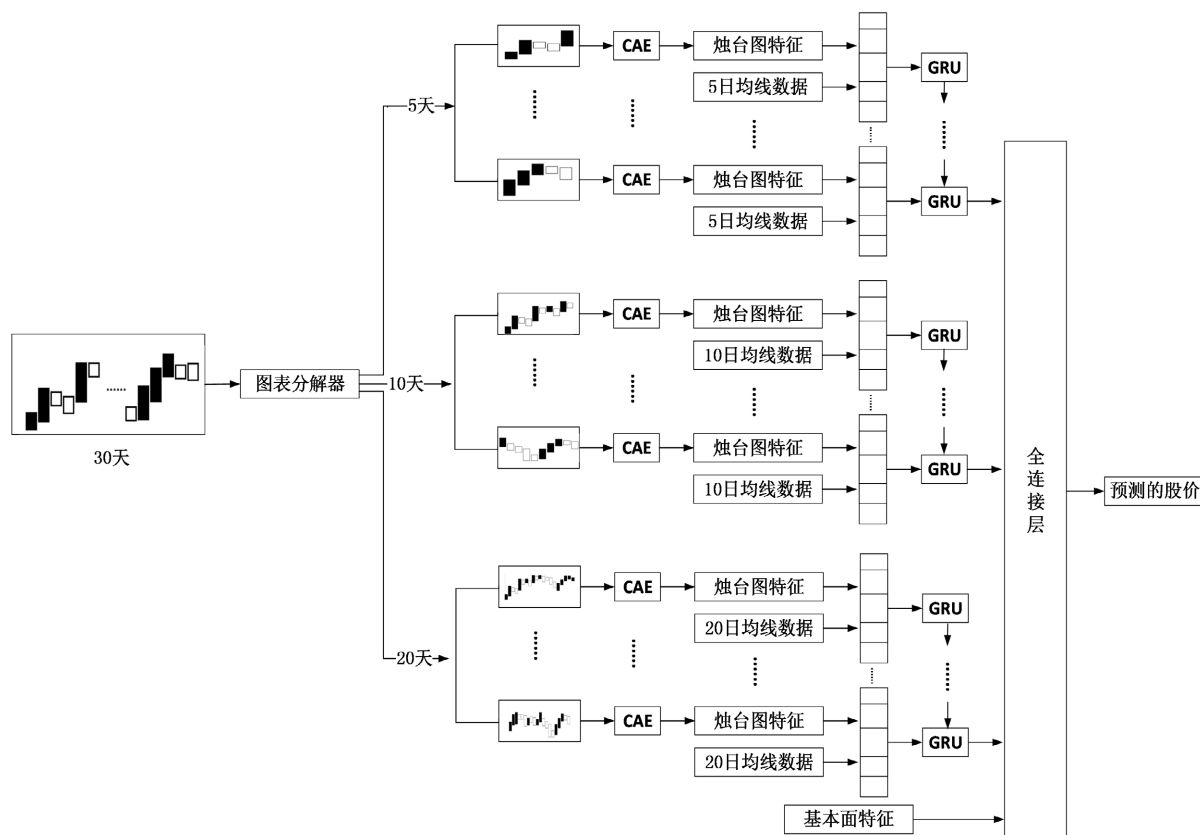 CAE
烛台图特征
GRU
5日均线数据
5天
CAE
烛台图特征
GRU
5日均线数据
CAE
烛台图特征
GRU
10日均线数据
30天
图表分解器
10天
CAE
烛台图特征
GRU
10日均线数据
CAE
烛台图特征
GRU
20日均线数据
20天
CAE
烛台图特征
GRU
20日均线数据
基本面特征
全连接层
预测的股价